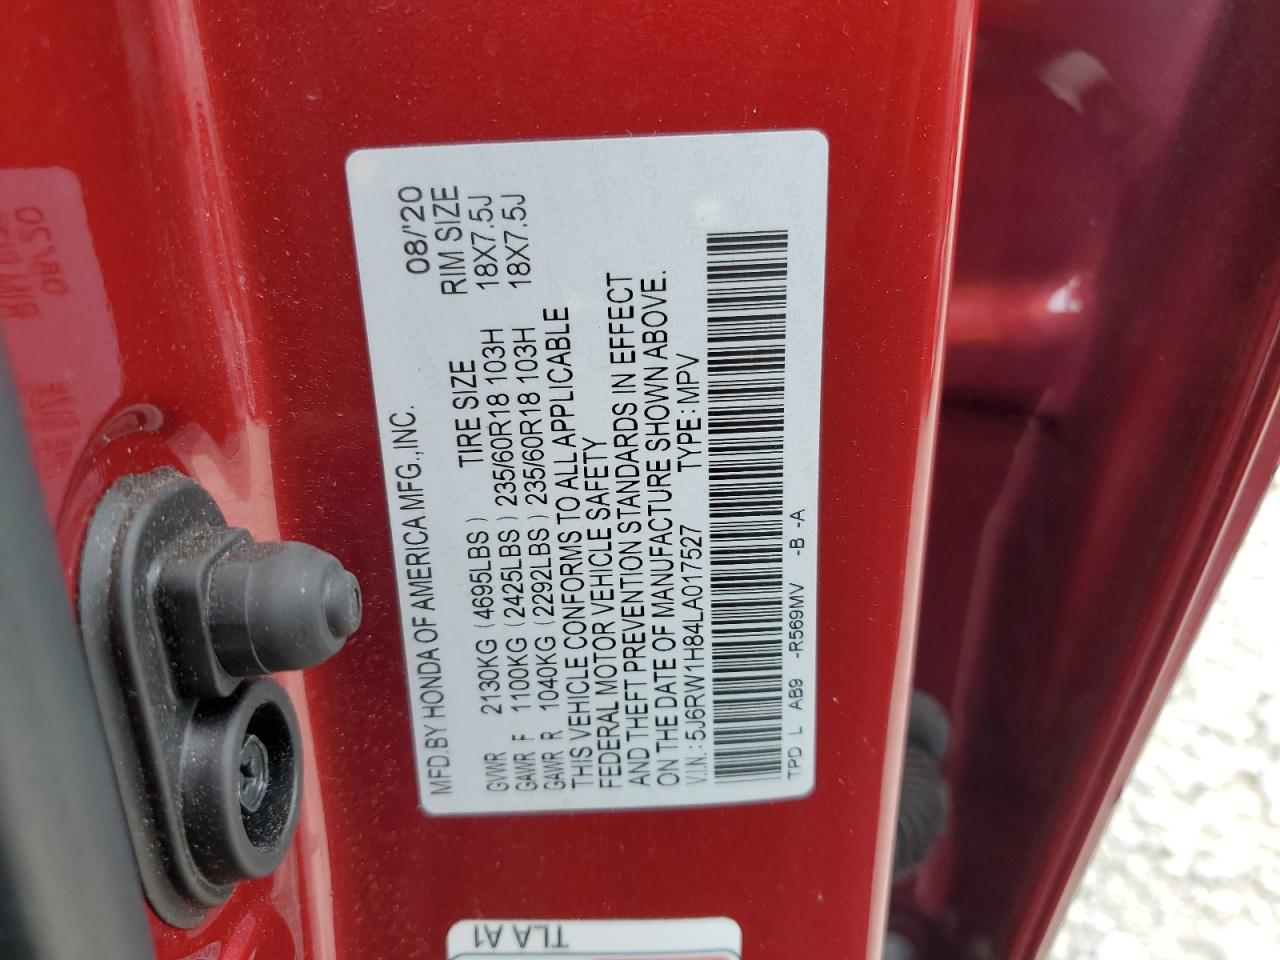 MFD. BY HONDA OF AMERICA MFG., INC. 08/'20
TIRE SIZE RIM SIZE
GVWR 2130KG (4695LBS)
GAWR F 1100KG (2425LBS) 235/60R18 103H 18X7.5J
GAWR R 1040KG (2292LBS) 235/60R18 103H 18X7.5J
THIS VEHICLE CONFORMS TO ALL APPLICABLE
FEDERAL MOTOR VEHICLE SAFETY
AND THEFT PREVENTION STANDARDS IN EFFECT
ON THE DATE OF MANUFACTURE SHOWN ABOVE.
V.I.N.: 5J6RW1H84LA017527 TYPE: MPV
TPD L AB9 -R569MV -B -A
TLA A1